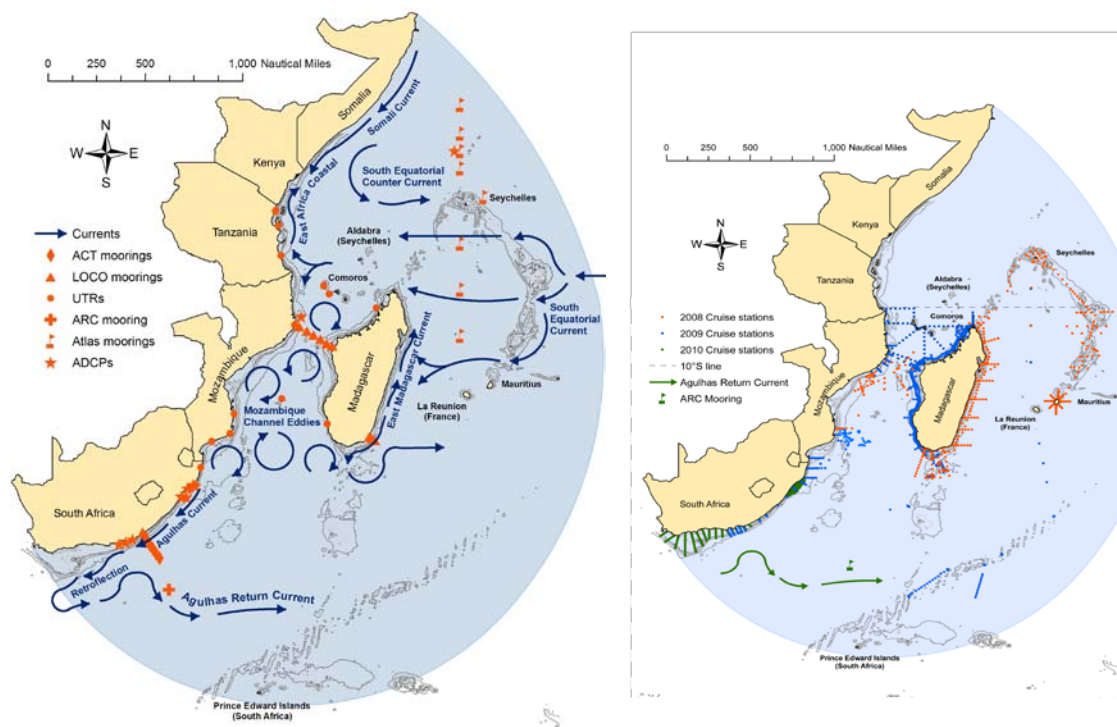 0 250 500 1,000 Nautical Miles
N
W E
S
Somalia
Somali Current
Kenya
South Equatorial
Counter Current
East Africa Coastal
Seychelles
Tanzania
Aldabra
(Seychelles)
Currents
ACT moorings
LOCO moorings
UTRs
ARC mooring
Atlas moorings
ADCPs
Comoros
South
Equatorial
Current
Mozambique
Madagascar
East Madagascar Current
Mauritius
La Reunion
(France)
Mozambique
Channel Eddies
South Africa
Agulhas Current
Retroflection
Agulhas Return Current
Prince Edward Islands
(South Africa)
0 250 500 1,000 Nautical Miles
N
W E
S
Somalia
Kenya
Tanzania
Seychelles
Aldabra
(Seychelles)
Comoros
2008 Cruise stations
2009 Cruise stations
2010 Cruise stations
10°S line
Agulhas Return Current
ARC Mooring
Mozambique
Madagascar
Mauritius
La Reunion
(France)
South Africa
Prince Edward Islands
(South Africa)